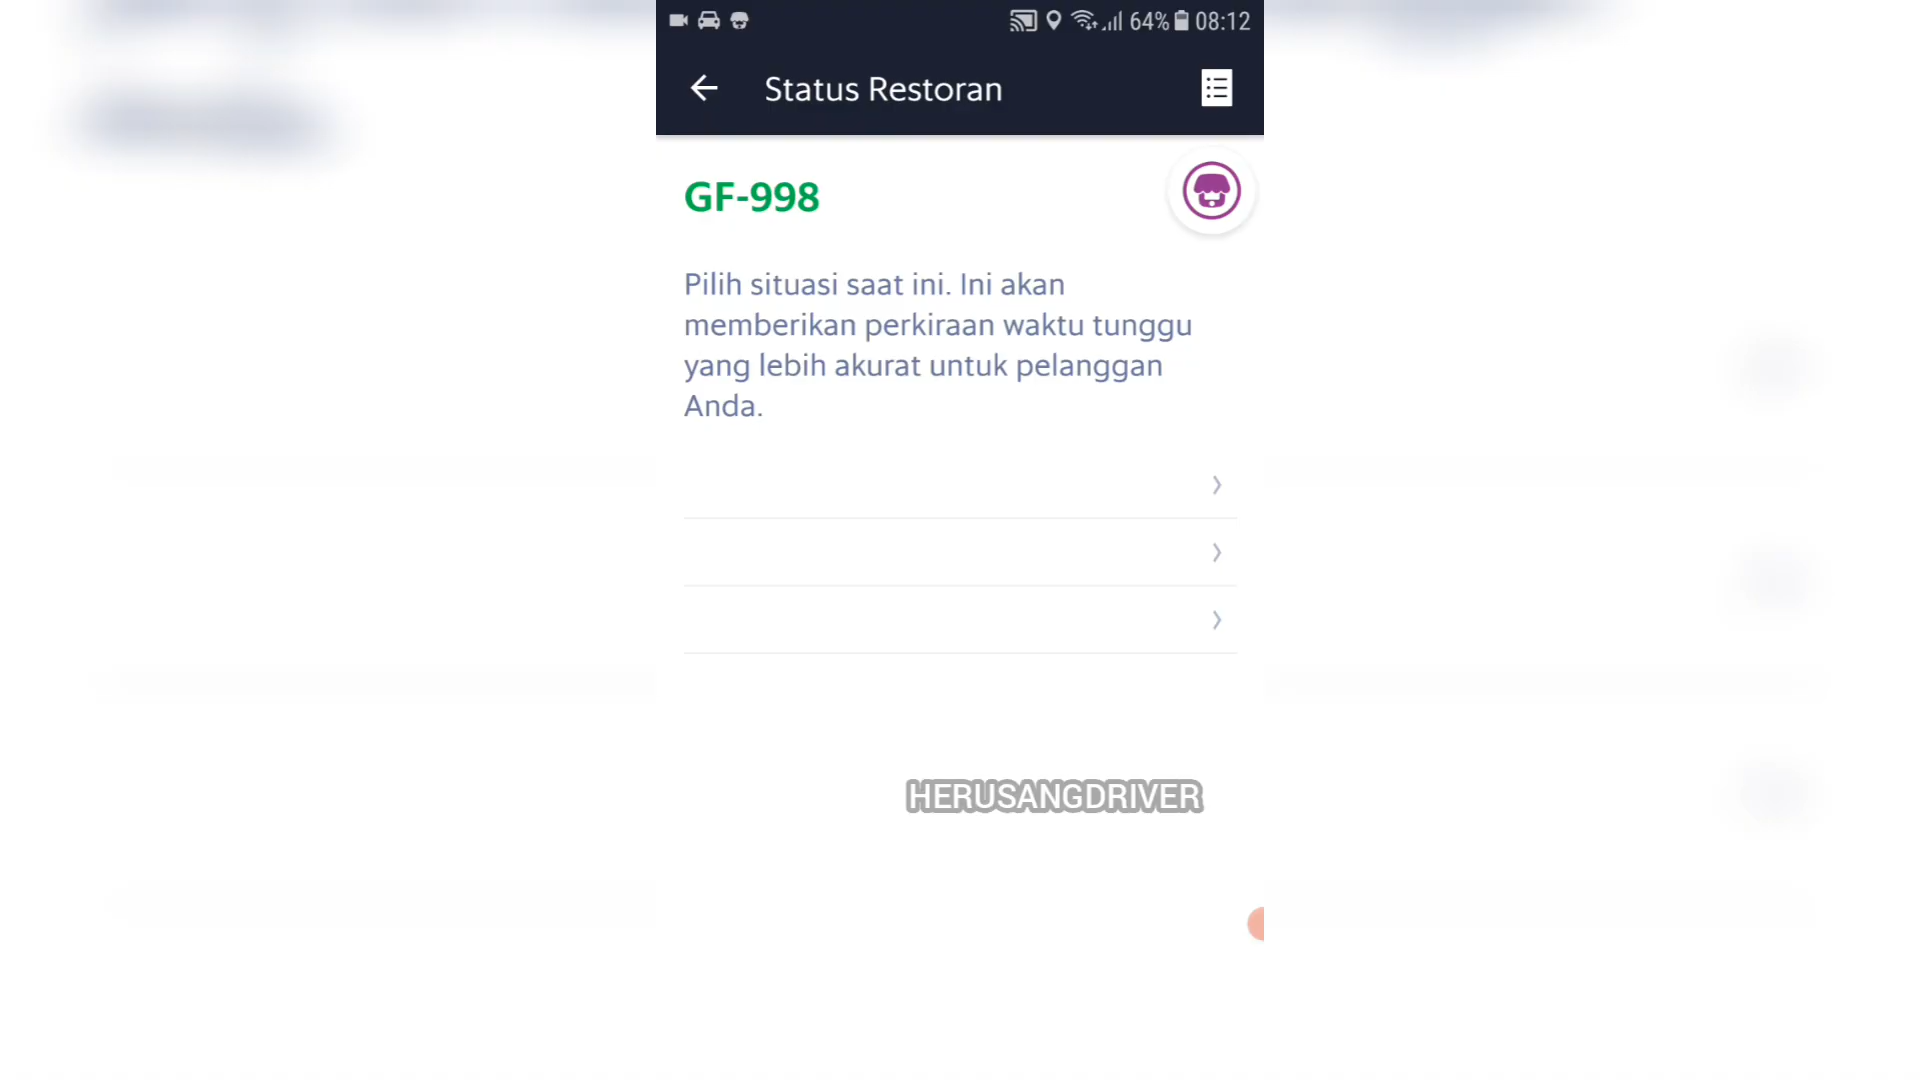 64% 08:12
Status Restoran
GF-998
Pilih situasi saat ini. Ini akan
memberikan perkiraan waktu tunggu
yang lebih akurat untuk pelanggan
Anda.
HERUSANGDRIVER